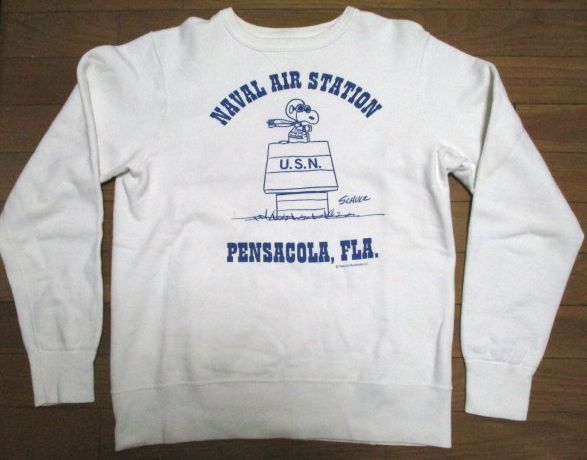 NAVAL AIR STATION
U.S.N.
SCHULZ
PENSACOLA, FLA.